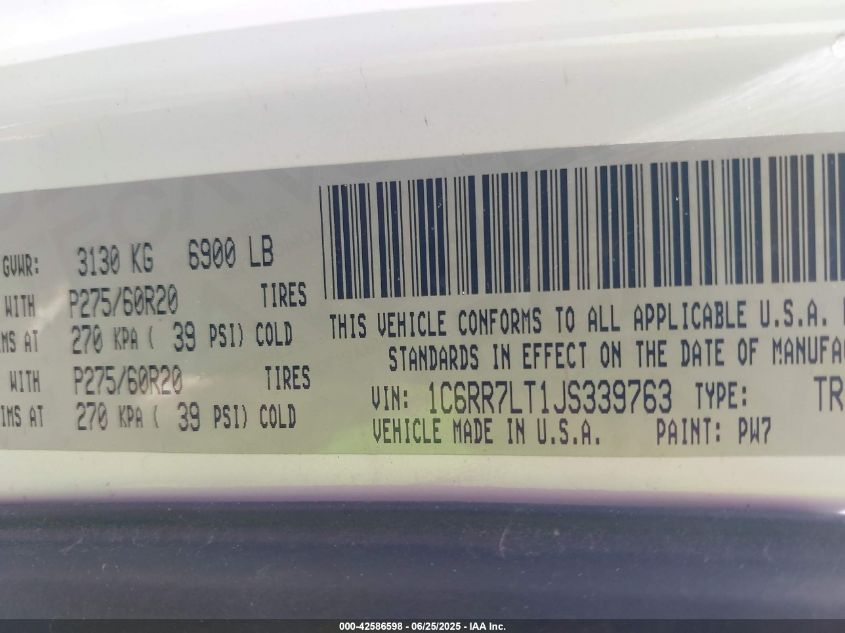 GVWR: 3130 KG 6900 LB
WITH P275/60R20 TIRES
IMS AT 270 KPA ( 39 PSI) COLD
WITH P275/60R20 TIRES
IMS AT 270 KPA ( 39 PSI) COLD
THIS VEHICLE CONFORMS TO ALL APPLICABLE U.S.A.
STANDARDS IN EFFECT ON THE DATE OF MANUFA
VIN: 1C6RR7LT1JS339763 TYPE: TR
VEHICLE MADE IN U.S.A. PAINT: PW7
000-42586598 - 06/25/2025 - IAA Inc.